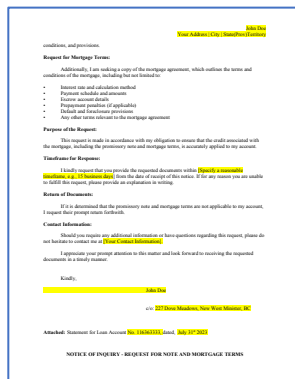 John Doe
Your Address | City | State|Prov|Territory
conditions, and provisions.
Request for Mortgage Terms:
Additionally, I am seeking a copy of the mortgage agreement, which outlines the terms and
conditions of the mortgage, including but not limited to:
• Interest rate and calculation method
• Payment schedule and amounts
• Escrow account details
• Prepayment penalties (if applicable)
• Default and foreclosure provisions
• Any other terms relevant to the mortgage agreement
Purpose of the Request:
This request is made in accordance with my obligation to ensure that the credit associated with
the mortgage, including the promissory note and mortgage terms, is accurately applied to my account.
Timeframe for Response:
I kindly request that you provide the requested documents within [Specify a reasonable
timeframe, e.g., 15 business days] from the date of receipt of this notice. If for any reason you are unable
to fulfill this request, please provide an explanation in writing.
Return of Documents:
If it is determined that the promissory note and mortgage terms are not applicable to my account,
I request their prompt return forthwith.
Contact Information:
Should you require any additional information or have questions regarding this request, please do
not hesitate to contact me at [Your Contact Information].
I appreciate your prompt attention to this matter and look forward to receiving the requested
documents in a timely manner.
Kindly,
John Doe
c/o: 227 Dove Meadows, New West Minster, BC
Attached: Statement for Loan Account No. 116363333, dated, July 31st 2023
NOTICE OF INQUIRY - REQUEST FOR NOTE AND MORTGAGE TERMS